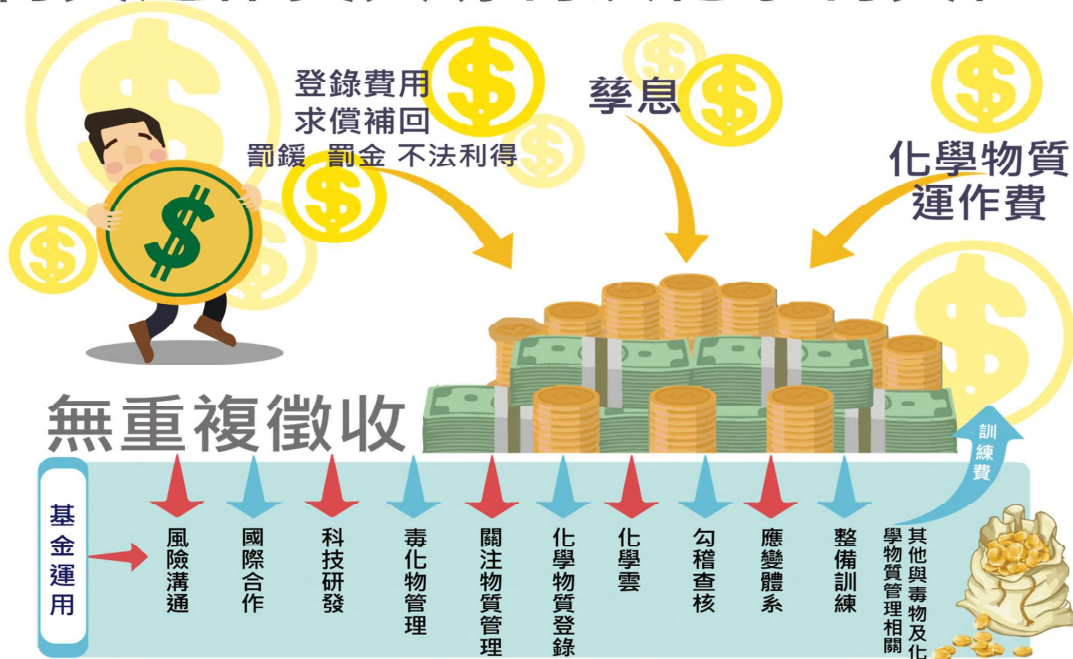 登錄費用
求償補回
罰鍰 罰金 不法利得
孳息
化學物質
運作費
無重複徵收
訓練費
基金運用
風險溝通
國際合作
科技研發
毒化物管理
關注物質管理
化學物質登錄
化學雲
勾稽查核
應變體系
整備訓練
其他與毒物及化
學物質管理相關